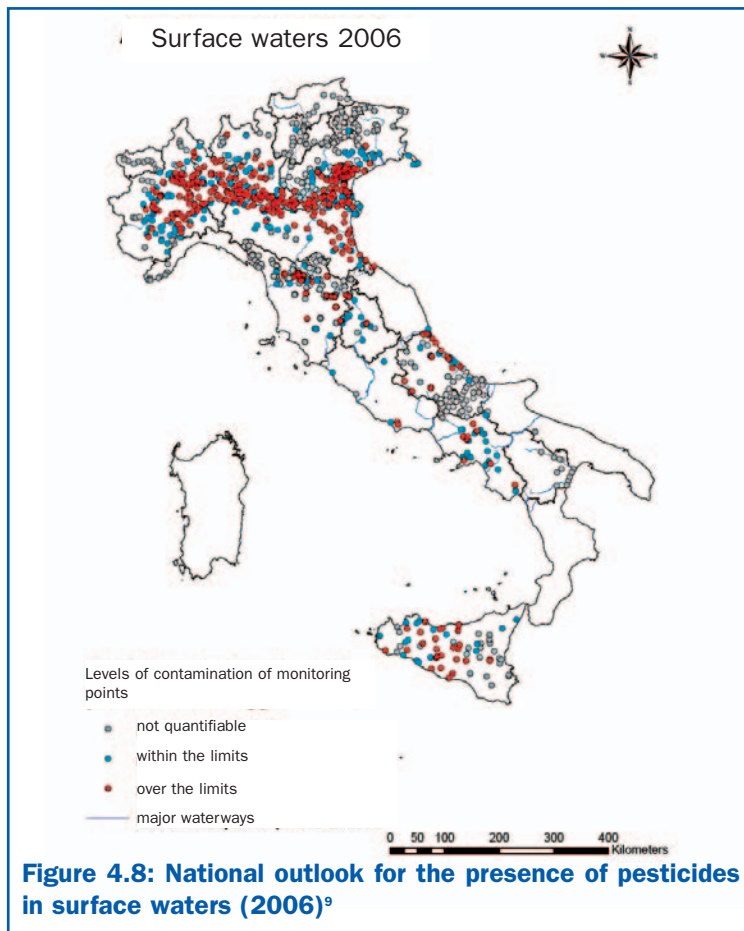 Surface waters 2006
Levels of contamination of monitoring
points
not quantifiable
within the limits
over the limits
major waterways
0 50 100 200 300 400
Kilometers
Figure 4.8: National outlook for the presence of pesticides
in surface waters (2006)⁹